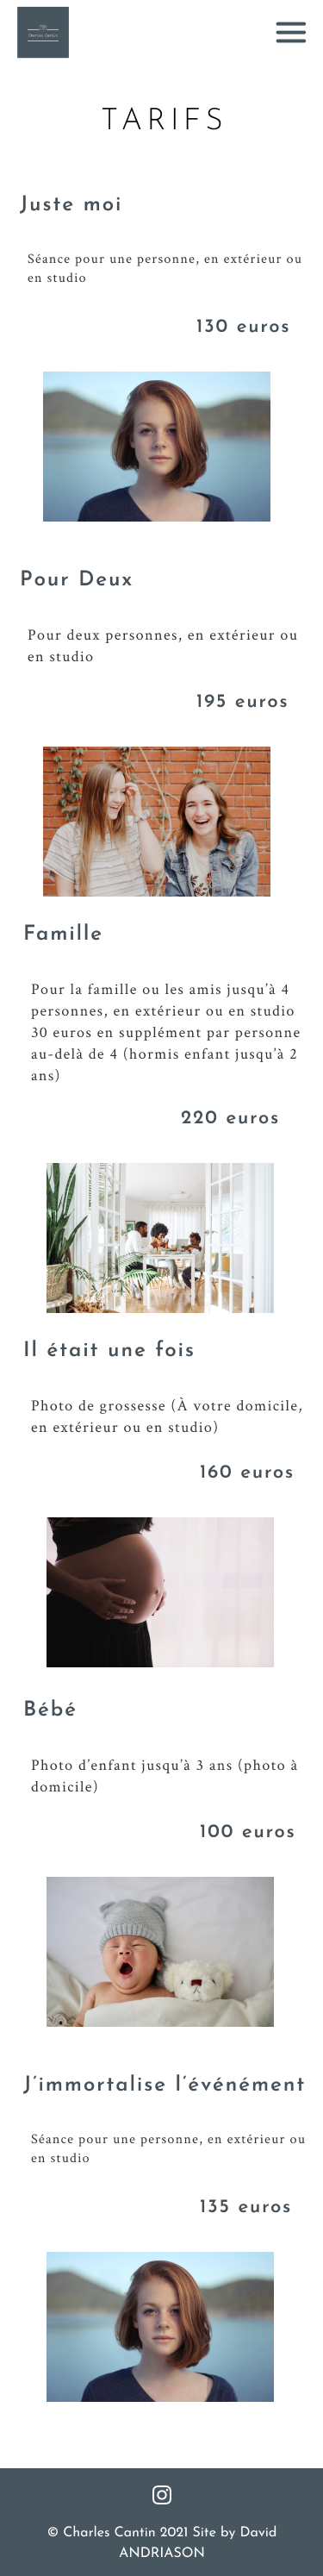 Charles Cantin
TARIFS
Juste moi
Séance pour une personne, en extérieur ou
en studio
130 euros
Pour Deux
Pour deux personnes, en extérieur ou
en studio
195 euros
Famille
Pour la famille ou les amis jusqu’à 4
personnes, en extérieur ou en studio
30 euros en supplément par personne
au-delà de 4 (hormis enfant jusqu’à 2
ans)
220 euros
Il était une fois
Photo de grossesse (À votre domicile,
en extérieur ou en studio)
160 euros
Bébé
Photo d’enfant jusqu’à 3 ans (photo à
domicile)
100 euros
J’immortalise l’événément
Séance pour une personne, en extérieur ou
en studio
135 euros
© Charles Cantin 2021 Site by David
ANDRIASON